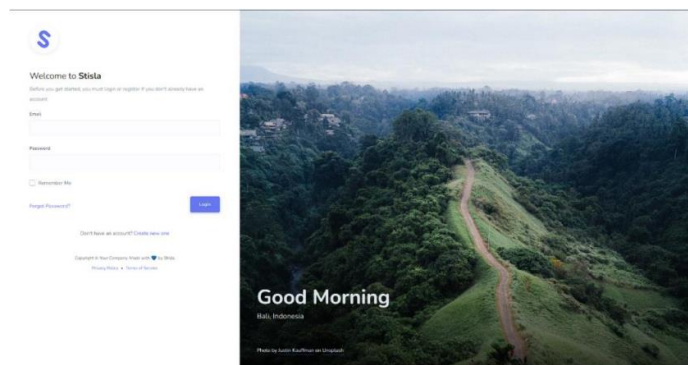 Welcome to Stisla
Before you get started, you must login or register if you don't already have an
account.
Email
Password
Remember Me
Forgot Password?
Login
Don't have an account? Create new one
Copyright © Your Company. Made with 💙 by Stisla
Privacy Policy • Terms of Service
Good Morning
Bali, Indonesia
Photo by Justin Kauffman on Unsplash